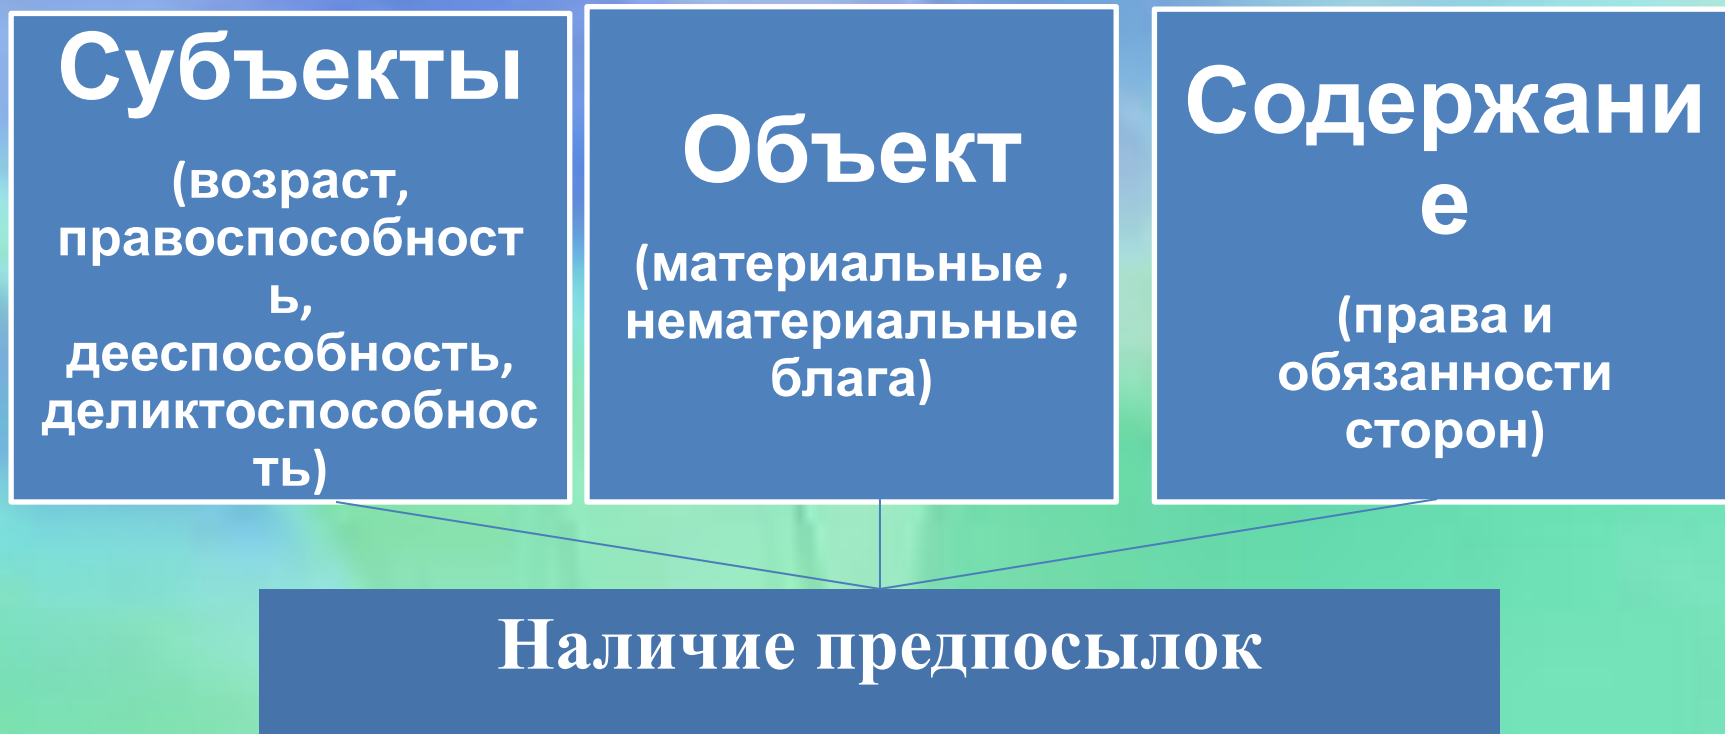 Субъекты
(возраст,
правоспособност
ь,
дееспособность,
деликтоспособнос
ть)
Объект
(материальные ,
нематериальные
блага)
Содержани
е
(права и
обязанности
сторон)
Наличие предпосылок